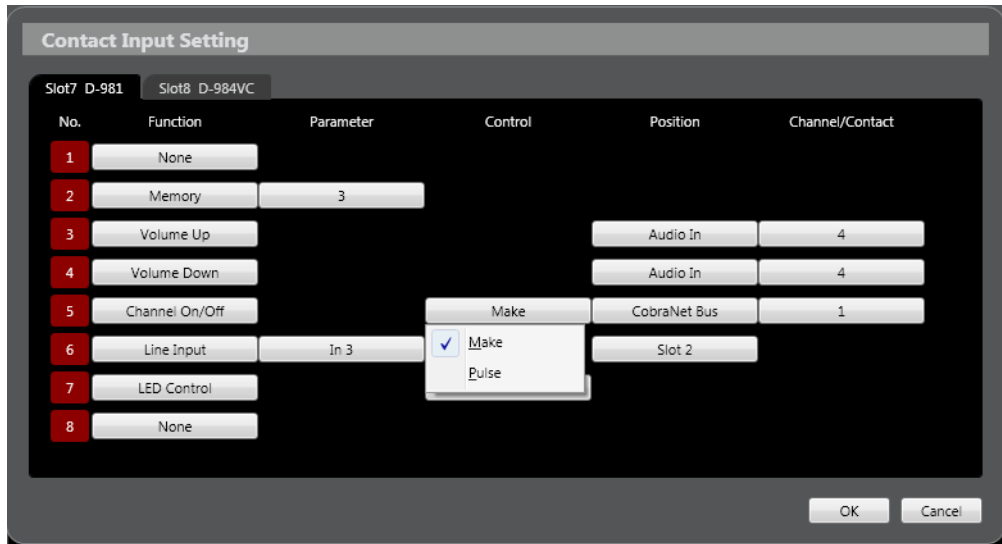 Contact Input Setting
Slot7 D-981 Slot8 D-984VC
No. Function Parameter Control Position Channel/Contact
1 None
2 Memory 3
3 Volume Up Audio In 4
4 Volume Down Audio In 4
5 Channel On/Off Make CobraNet Bus 1
6 Line Input In 3 Make Slot 2
Pulse
7 LED Control
8 None
OK Cancel